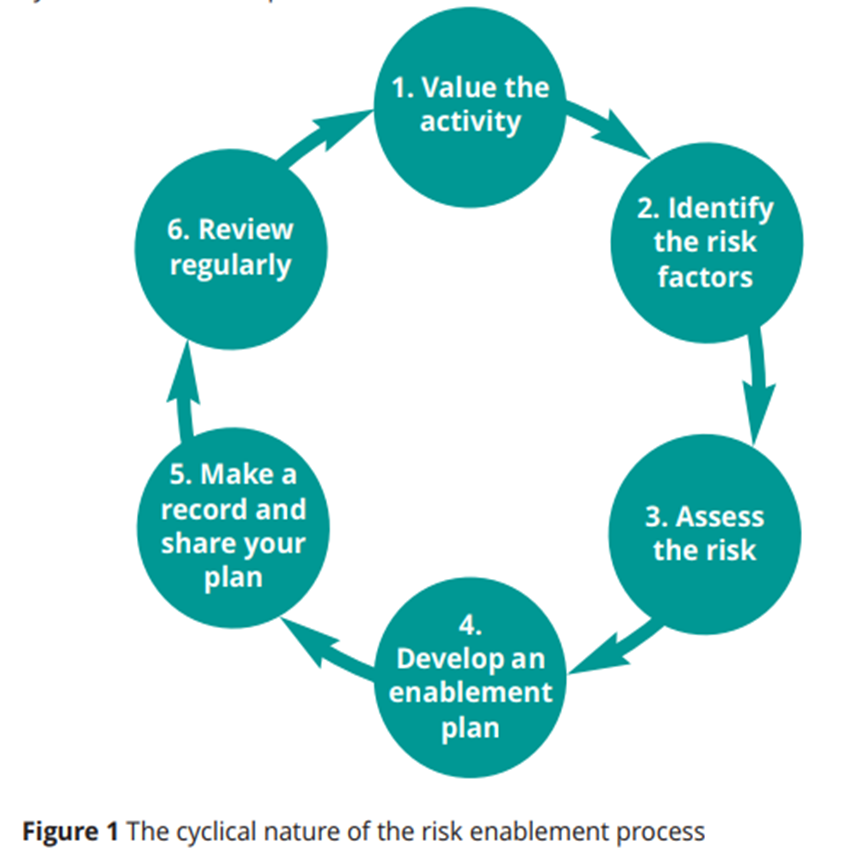 1. Value the
activity
2. Identify
the risk
factors
3. Assess
the risk
4.
Develop an
enablement
plan
5. Make a
record and
share your
plan
6. Review
regularly
Figure 1 The cyclical nature of the risk enablement process